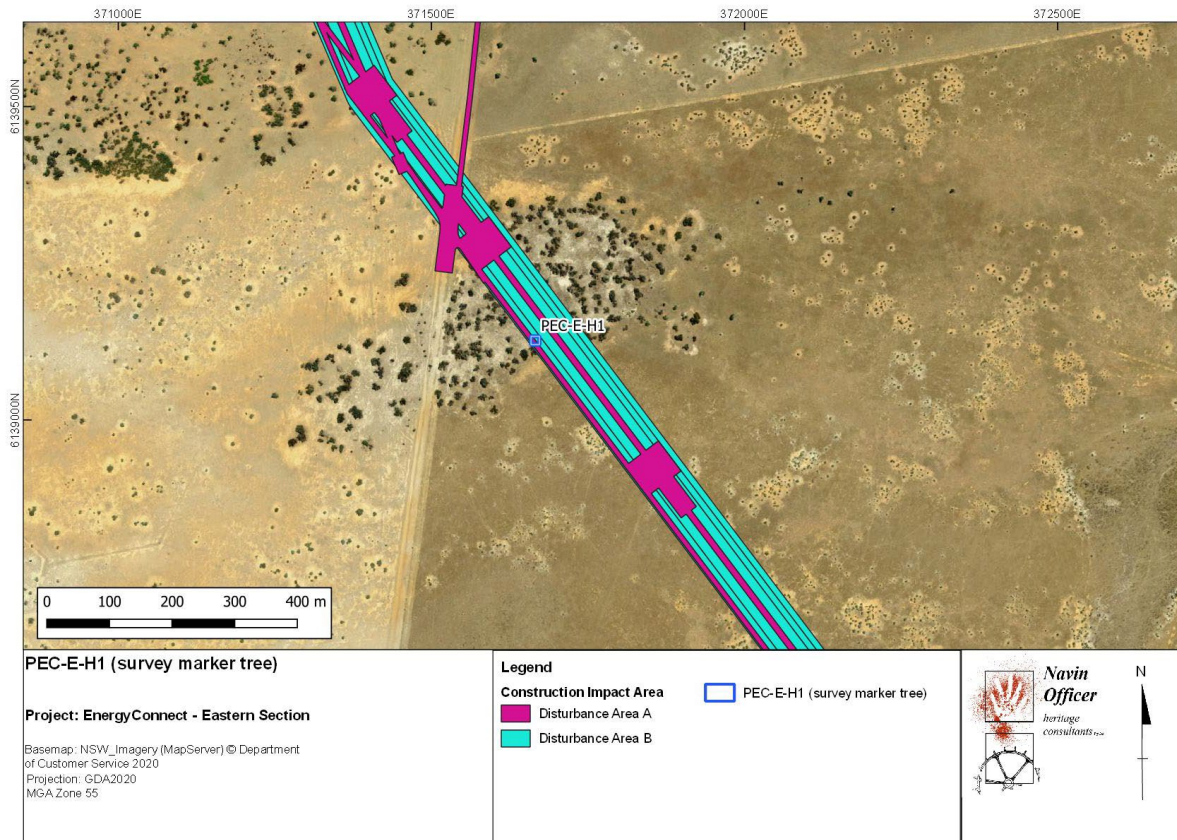 371000E 371500E 372000E 372500E
6139500N
6139000N
PEC-E-H1
0 100 200 300 400 m
PEC-E-H1 (survey marker tree)
Project: EnergyConnect - Eastern Section
Basemap: NSW_Imagery (MapServer) © Department
of Customer Service 2020
Projection: GDA2020
MGA Zone 55
Legend
Construction Impact Area
Disturbance Area A
Disturbance Area B
PEC-E-H1 (survey marker tree)
Navin
Officer
heritage
consultants
N